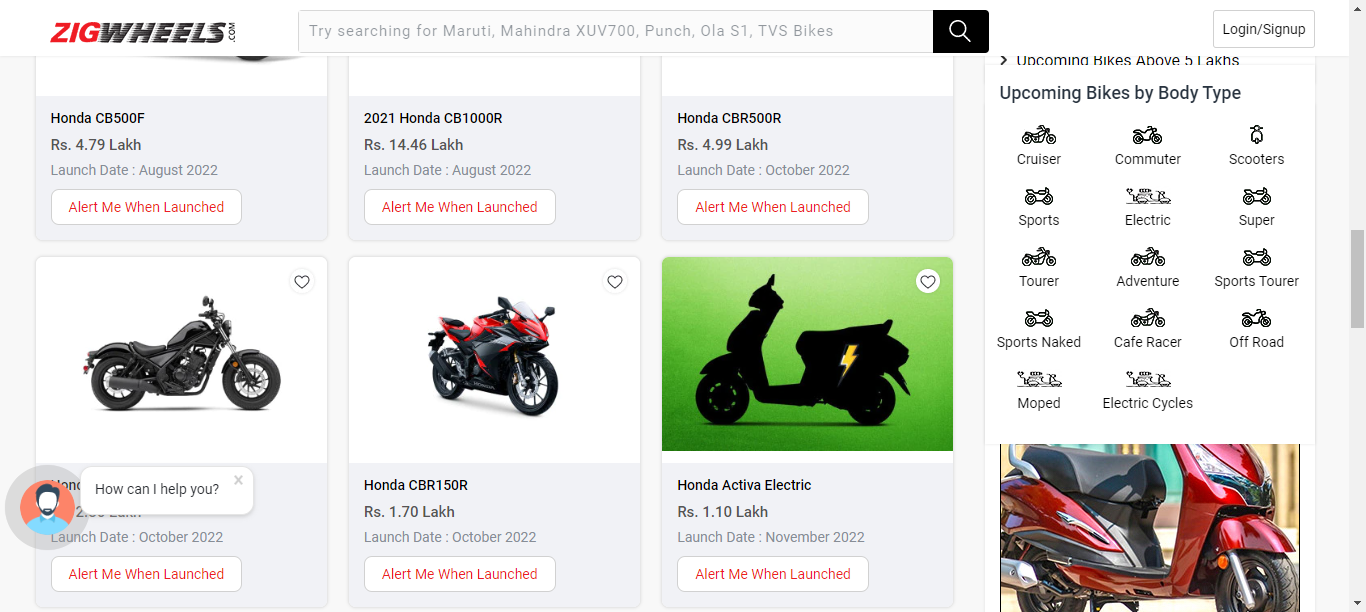 ZIGWHEELS.COM
Try searching for Maruti, Mahindra XUV700, Punch, Ola S1, TVS Bikes
Login/Signup
Honda CB500F
Rs. 4.79 Lakh
Launch Date : August 2022
Alert Me When Launched
2021 Honda CB1000R
Rs. 14.46 Lakh
Launch Date : August 2022
Alert Me When Launched
Honda CBR500R
Rs. 4.99 Lakh
Launch Date : October 2022
Alert Me When Launched
Launch Date : October 2022
Alert Me When Launched
Honda CBR150R
Rs. 1.70 Lakh
Launch Date : October 2022
Alert Me When Launched
Honda Activa Electric
Rs. 1.10 Lakh
Launch Date : November 2022
Alert Me When Launched
How can I help you?
Upcoming Bikes Above 5 Lakhs
Upcoming Bikes by Body Type
Cruiser
Commuter
Scooters
Sports
Electric
Super
Tourer
Adventure
Sports Tourer
Sports Naked
Cafe Racer
Off Road
Moped
Electric Cycles